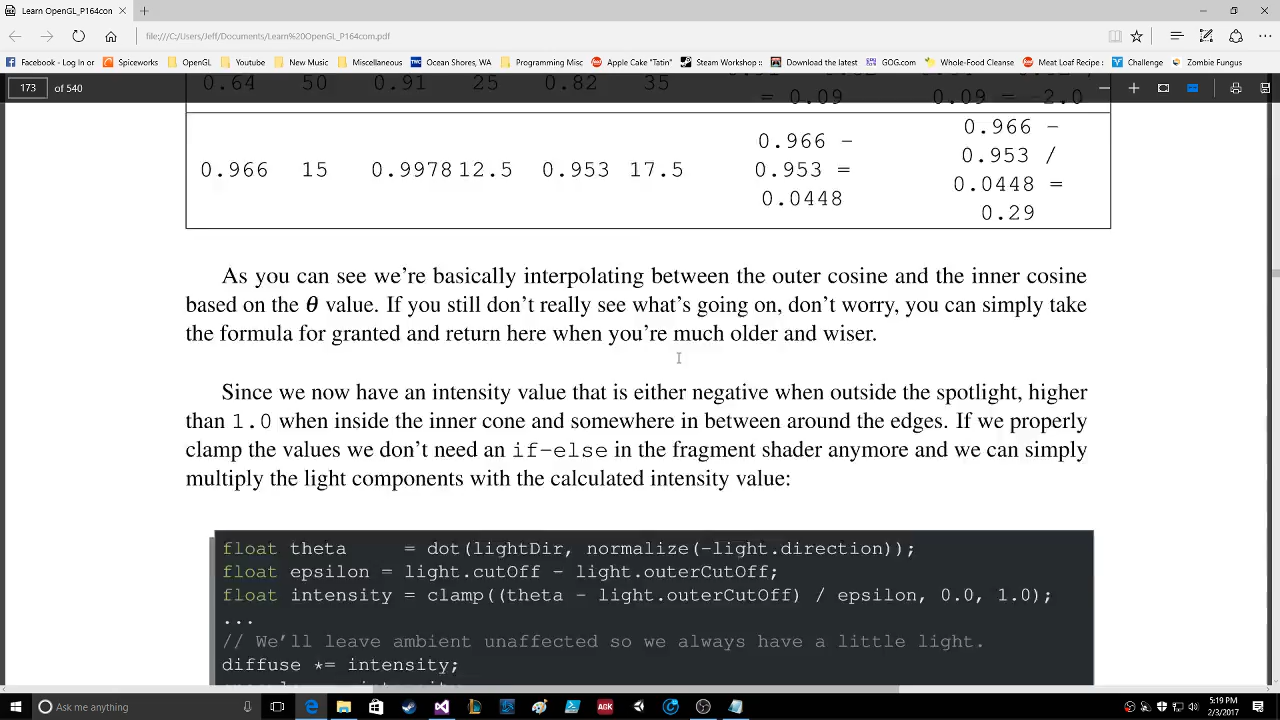 Learn OpenGL_P164con
file:///C:/Users/Jeff/Documents/Learn%20OpenGL_P164com.pdf
Facebook - Log in or Spiceworks OpenGL Youtube New Music Miscellaneous Ocean Shores, WA Programming Misc Apple Cake "Tatin" Steam Workshop :: Download the latest GOG.com Whole-Food Cleanse Meat Loaf Recipe: Challenge Zombie Fungus
173 of 540
0.64 50 0.91 25 0.82 35
= 0.09 0.09 = -2.0
0.966 15 0.9978 12.5 0.953 17.5
0.966 -
0.953 =
0.0448
0.966 -
0.953 /
0.0448 =
0.29
As you can see we're basically interpolating between the outer cosine and the inner cosine
based on the θ value. If you still don't really see what's going on, don't worry, you can simply take
the formula for granted and return here when you're much older and wiser.
Since we now have an intensity value that is either negative when outside the spotlight, higher
than 1.0 when inside the inner cone and somewhere in between around the edges. If we properly
clamp the values we don't need an if-else in the fragment shader anymore and we can simply
multiply the light components with the calculated intensity value:
float theta = dot(lightDir, normalize(-light.direction));
float epsilon = light.cutOff - light.outerCutOff;
float intensity = clamp((theta - light.outerCutOff) / epsilon, 0.0, 1.0);
...
// We'll leave ambient unaffected so we always have a little light.
diffuse *= intensity;
Ask me anything
AGK
5:19 PM
2/3/2017